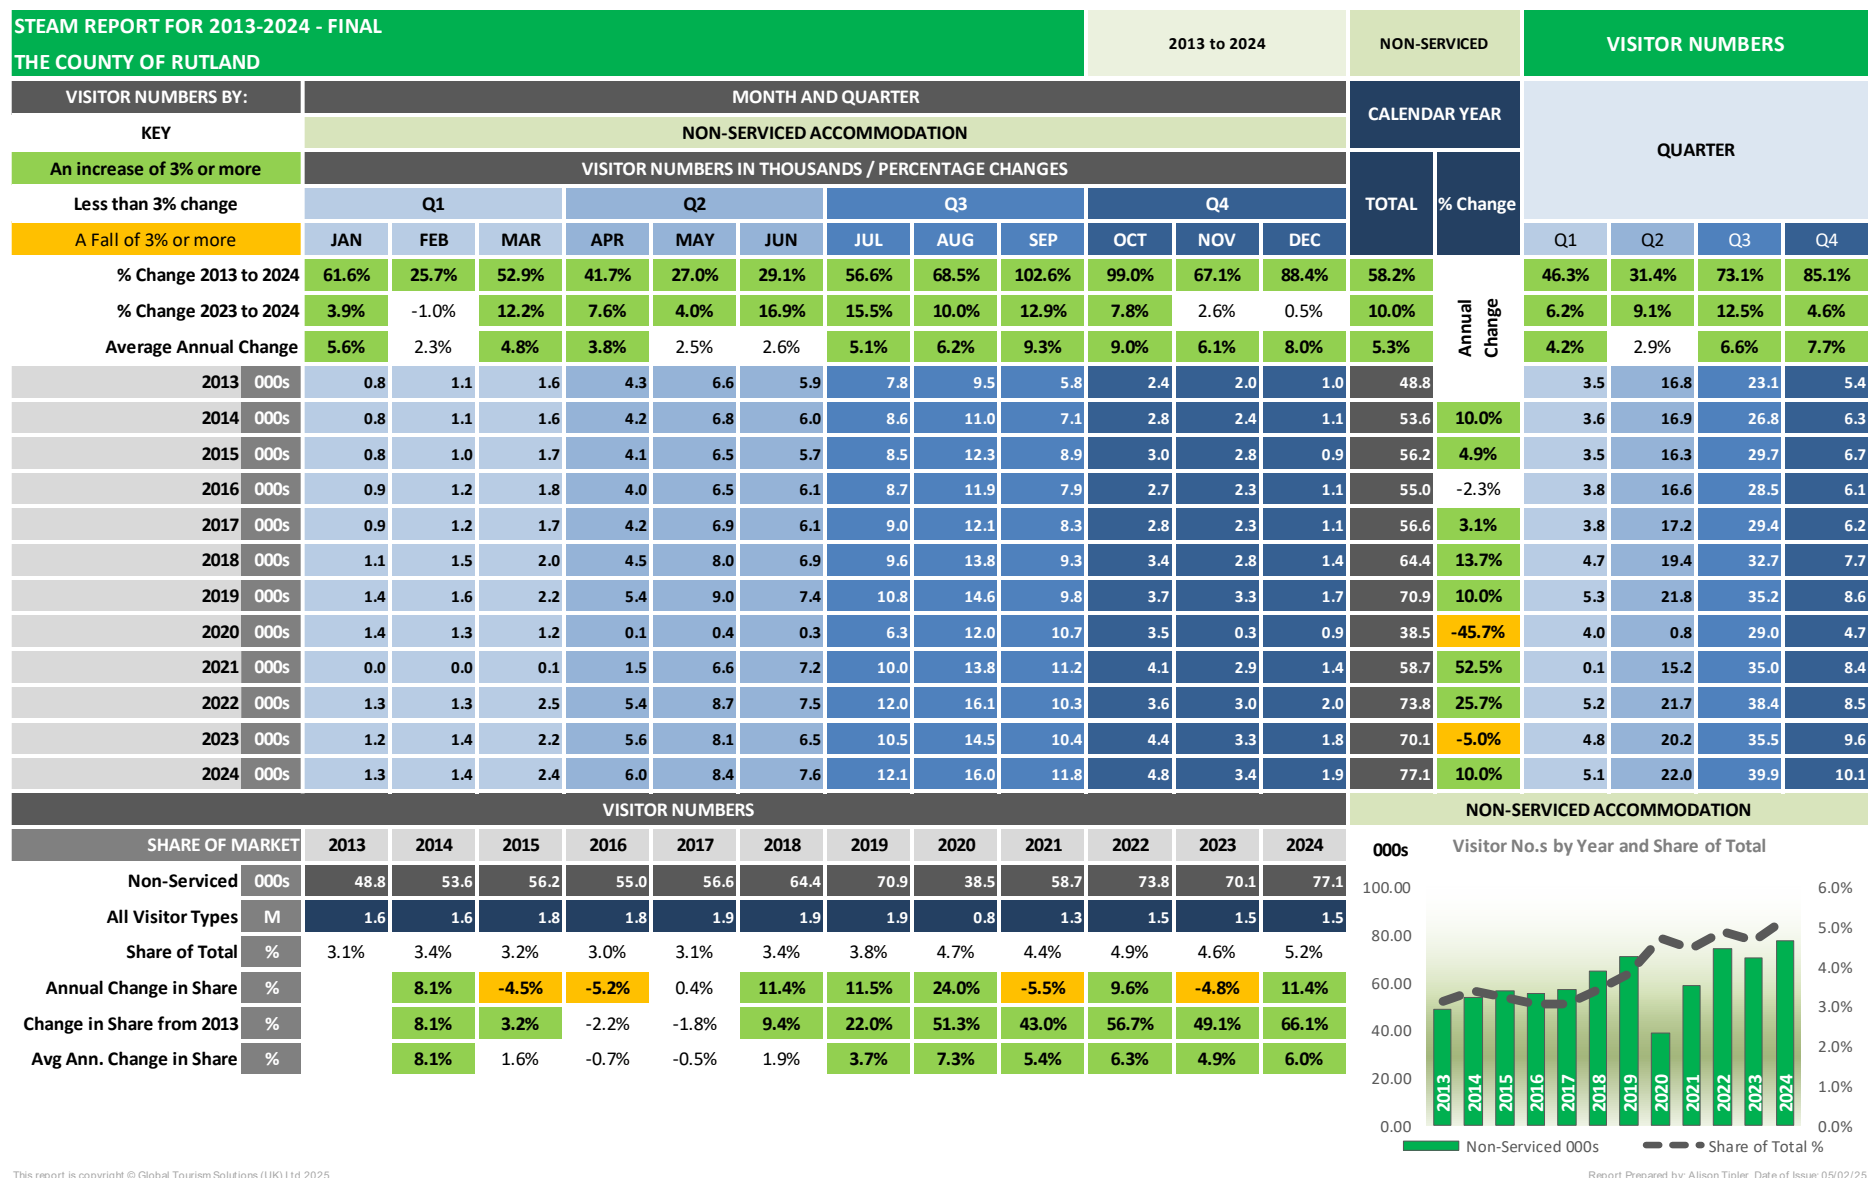 STEAM REPORT FOR 2013-2024 - FINAL
THE COUNTY OF RUTLAND
2013 to 2024
NON-SERVICED
VISITOR NUMBERS
VISITOR NUMBERS BY:
MONTH AND QUARTER
CALENDAR YEAR
QUARTER
KEY
NON-SERVICED ACCOMMODATION
An increase of 3% or more
VISITOR NUMBERS IN THOUSANDS / PERCENTAGE CHANGES
TOTAL % Change
Less than 3% change Q1 Q2 Q3 Q4
A Fall of 3% or more JAN FEB MAR APR MAY JUN JUL AUG SEP OCT NOV DEC Q1 Q2 Q3 Q4
% Change 2013 to 2024 61.6% 25.7% 52.9% 41.7% 27.0% 29.1% 56.6% 68.5% 102.6% 99.0% 67.1% 88.4% 58.2% 46.3% 31.4% 73.1% 85.1%
% Change 2023 to 2024 3.9% -1.0% 12.2% 7.6% 4.0% 16.9% 15.5% 10.0% 12.9% 7.8% 2.6% 0.5% 10.0% 6.2% 9.1% 12.5% 4.6%
Average Annual Change 5.6% 2.3% 4.8% 3.8% 2.5% 2.6% 5.1% 6.2% 9.3% 9.0% 6.1% 8.0% 5.3% 4.2% 2.9% 6.6% 7.7%
Annual
Change
2013 000s 0.8 1.1 1.6 4.3 6.6 5.9 7.8 9.5 5.8 2.4 2.0 1.0 48.8 3.5 16.8 23.1 5.4
2014 000s 0.8 1.1 1.6 4.2 6.8 6.0 8.6 11.0 7.1 2.8 2.4 1.1 53.6 10.0% 3.6 16.9 26.8 6.3
2015 000s 0.8 1.0 1.7 4.1 6.5 5.7 8.5 12.3 8.9 3.0 2.8 0.9 56.2 4.9% 3.5 16.3 29.7 6.7
2016 000s 0.9 1.2 1.8 4.0 6.5 6.1 8.7 11.9 7.9 2.7 2.3 1.1 55.0 -2.3% 3.8 16.6 28.5 6.1
2017 000s 0.9 1.2 1.7 4.2 6.9 6.1 9.0 12.1 8.3 2.8 2.3 1.1 56.6 3.1% 3.8 17.2 29.4 6.2
2018 000s 1.1 1.5 2.0 4.5 8.0 6.9 9.6 13.8 9.3 3.4 2.8 1.4 64.4 13.7% 4.7 19.4 32.7 7.7
2019 000s 1.4 1.6 2.2 5.4 9.0 7.4 10.8 14.6 9.8 3.7 3.3 1.7 70.9 10.0% 5.3 21.8 35.2 8.6
2020 000s 1.4 1.3 1.2 0.1 0.4 0.3 6.3 12.0 10.7 3.5 0.3 0.9 38.5 -45.7% 4.0 0.8 29.0 4.7
2021 000s 0.0 0.0 0.1 1.5 6.6 7.2 10.0 13.8 11.2 4.1 2.9 1.4 58.7 52.5% 0.1 15.2 35.0 8.4
2022 000s 1.3 1.3 2.5 5.4 8.7 7.5 12.0 16.1 10.3 3.6 3.0 2.0 73.8 25.7% 5.2 21.7 38.4 8.5
2023 000s 1.2 1.4 2.2 5.6 8.1 6.5 10.5 14.5 10.4 4.4 3.3 1.8 70.1 -5.0% 4.8 20.2 35.5 9.6
2024 000s 1.3 1.4 2.4 6.0 8.4 7.6 12.1 16.0 11.8 4.8 3.4 1.9 77.1 10.0% 5.1 22.0 39.9 10.1
VISITOR NUMBERS
SHARE OF MARKET 2013 2014 2015 2016 2017 2018 2019 2020 2021 2022 2023 2024
Non-Serviced 000s 48.8 53.6 56.2 55.0 56.6 64.4 70.9 38.5 58.7 73.8 70.1 77.1
All Visitor Types M 1.6 1.6 1.8 1.8 1.9 1.9 1.9 0.8 1.3 1.5 1.5 1.5
Share of Total % 3.1% 3.4% 3.2% 3.0% 3.1% 3.4% 3.8% 4.7% 4.4% 4.9% 4.6% 5.2%
Annual Change in Share % 8.1% -4.5% -5.2% 0.4% 11.4% 11.5% 24.0% -5.5% 9.6% -4.8% 11.4%
Change in Share from 2013 % 8.1% 3.2% -2.2% -1.8% 9.4% 22.0% 51.3% 43.0% 56.7% 49.1% 66.1%
Avg Ann. Change in Share % 8.1% 1.6% -0.7% -0.5% 1.9% 3.7% 7.3% 5.4% 6.3% 4.9% 6.0%
NON-SERVICED ACCOMMODATION
000s Visitor No.s by Year and Share of Total
100.00 6.0%
80.00 5.0%
60.00 4.0%
40.00 3.0%
20.00 2.0%
0.00 1.0%
0.0%
2013 2014 2015 2016 2017 2018 2019 2020 2021 2022 2023 2024
Non-Serviced 000s Share of Total %
This report is copyright © Global Tourism Solutions (UK) Ltd 2025
Report Prepared by: Alison Tipler. Date of Issue: 05/02/25